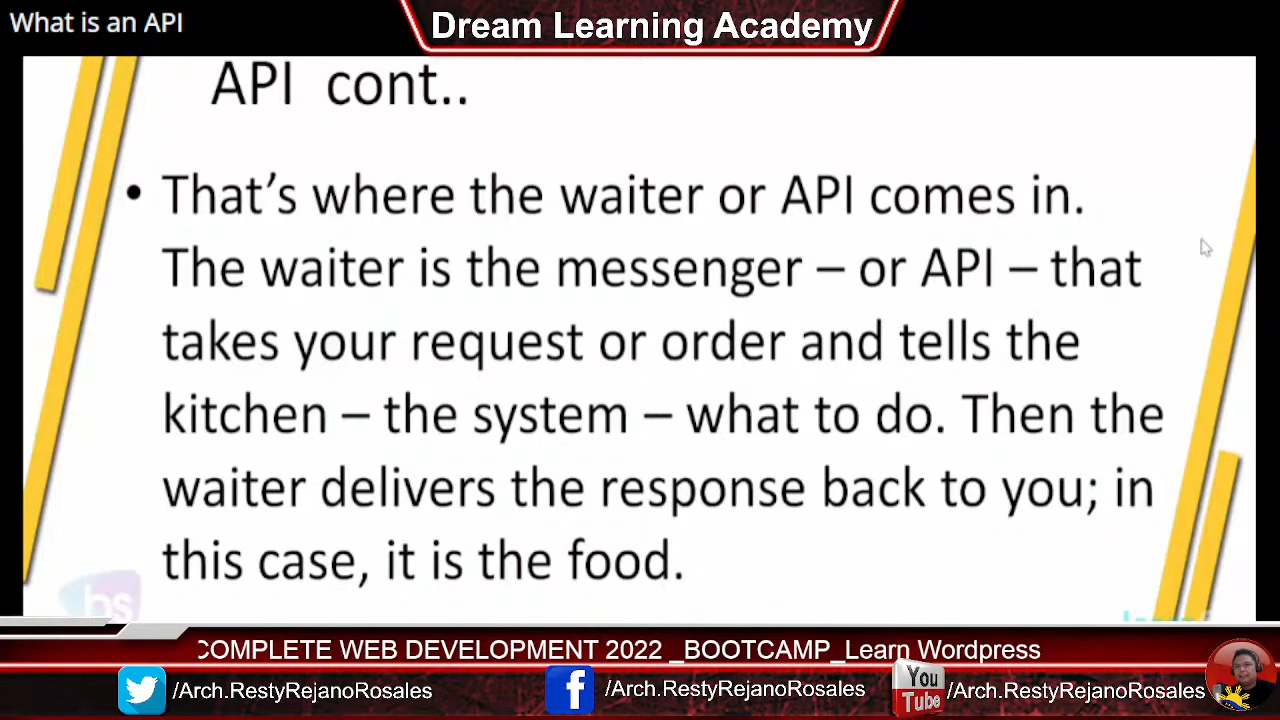 What is an API
Dream Learning Academy
API cont..
• That's where the waiter or API comes in.
The waiter is the messenger – or API – that
takes your request or order and tells the
kitchen – the system – what to do. Then the
waiter delivers the response back to you; in
this case, it is the food.
bs
COMPLETE WEB DEVELOPMENT 2022 _BOOTCAMP_Learn Wordpress
/Arch.RestyRejanoRosales
/Arch.RestyRejanoRosales
You
Tube
/Arch.RestyRejanoRosales